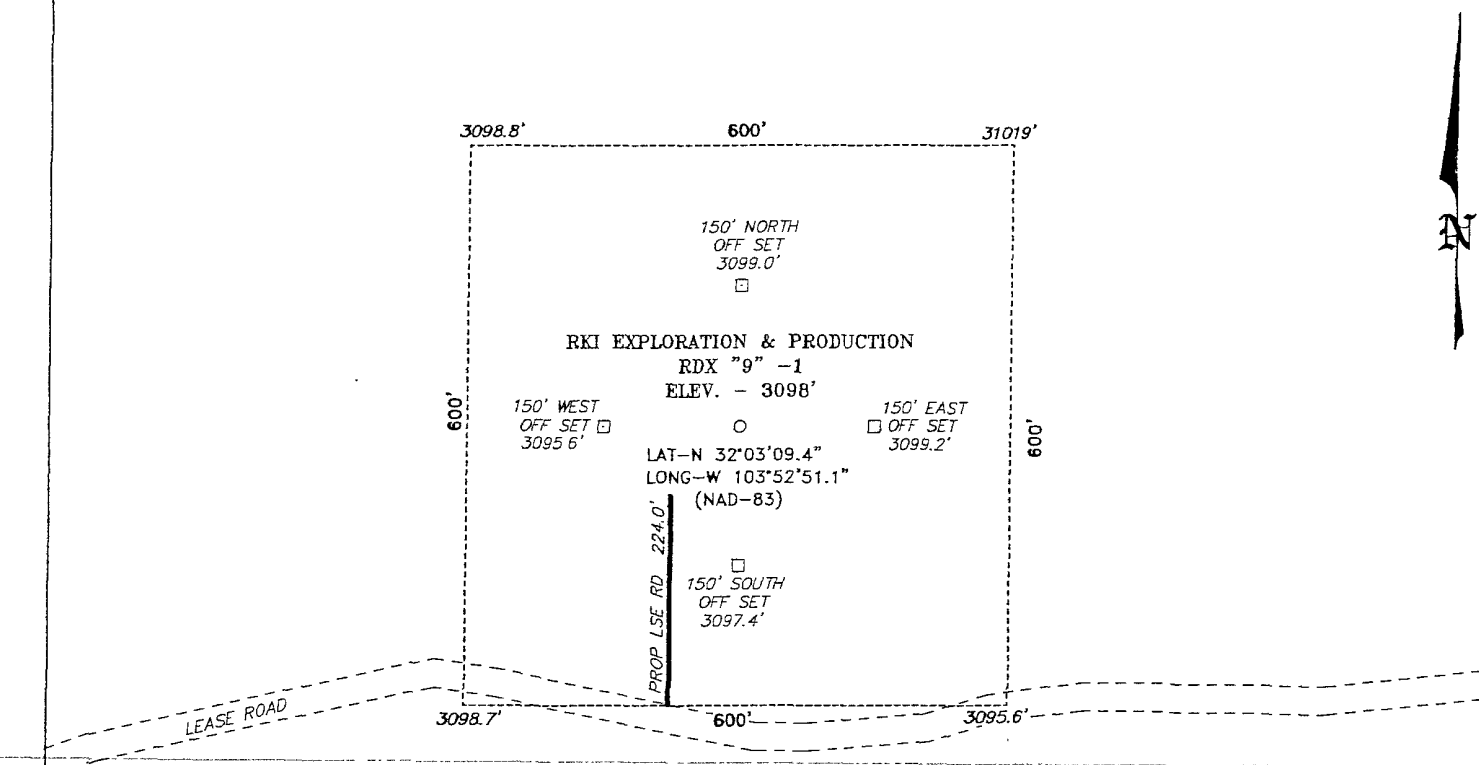 3098.8' 600' 31019'
150' NORTH
OFF SET
3099.0'
N
RKI EXPLORATION & PRODUCTION
RDX "9" -1
ELEV. - 3098'
600'
150' WEST
OFF SET
3095 6'
150' EAST
OFF SET
3099.2'
600'
LAT-N 32°03'09.4"
LONG-W 103°52'51.1"
(NAD-83)
PROP LSE RD 224.0'
150' SOUTH
OFF SET
3097.4'
LEASE ROAD
3098.7' 600' 3095.6'